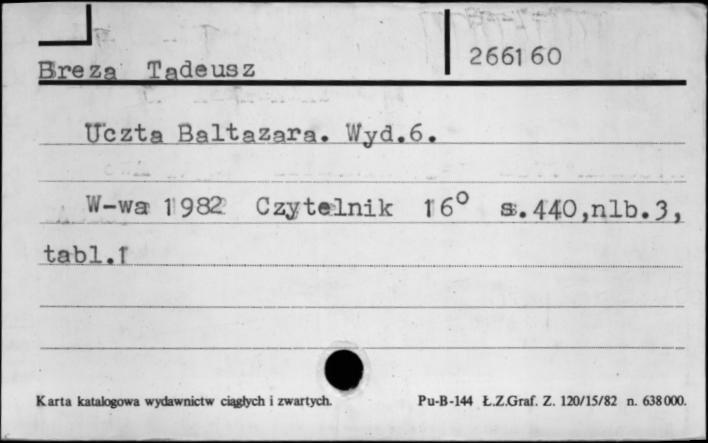 266160
Breza Tadeusz
Uczta Baltazara. Wyd.6.
W-wa 1982 Czytelnik 16° s.440,nlb.3,
tabl.1
Karta katalogowa wydawnictw ciągłych i zwartych. Pu-B-144 Ł.Z.Graf. Z. 120/15/82 n. 638000.